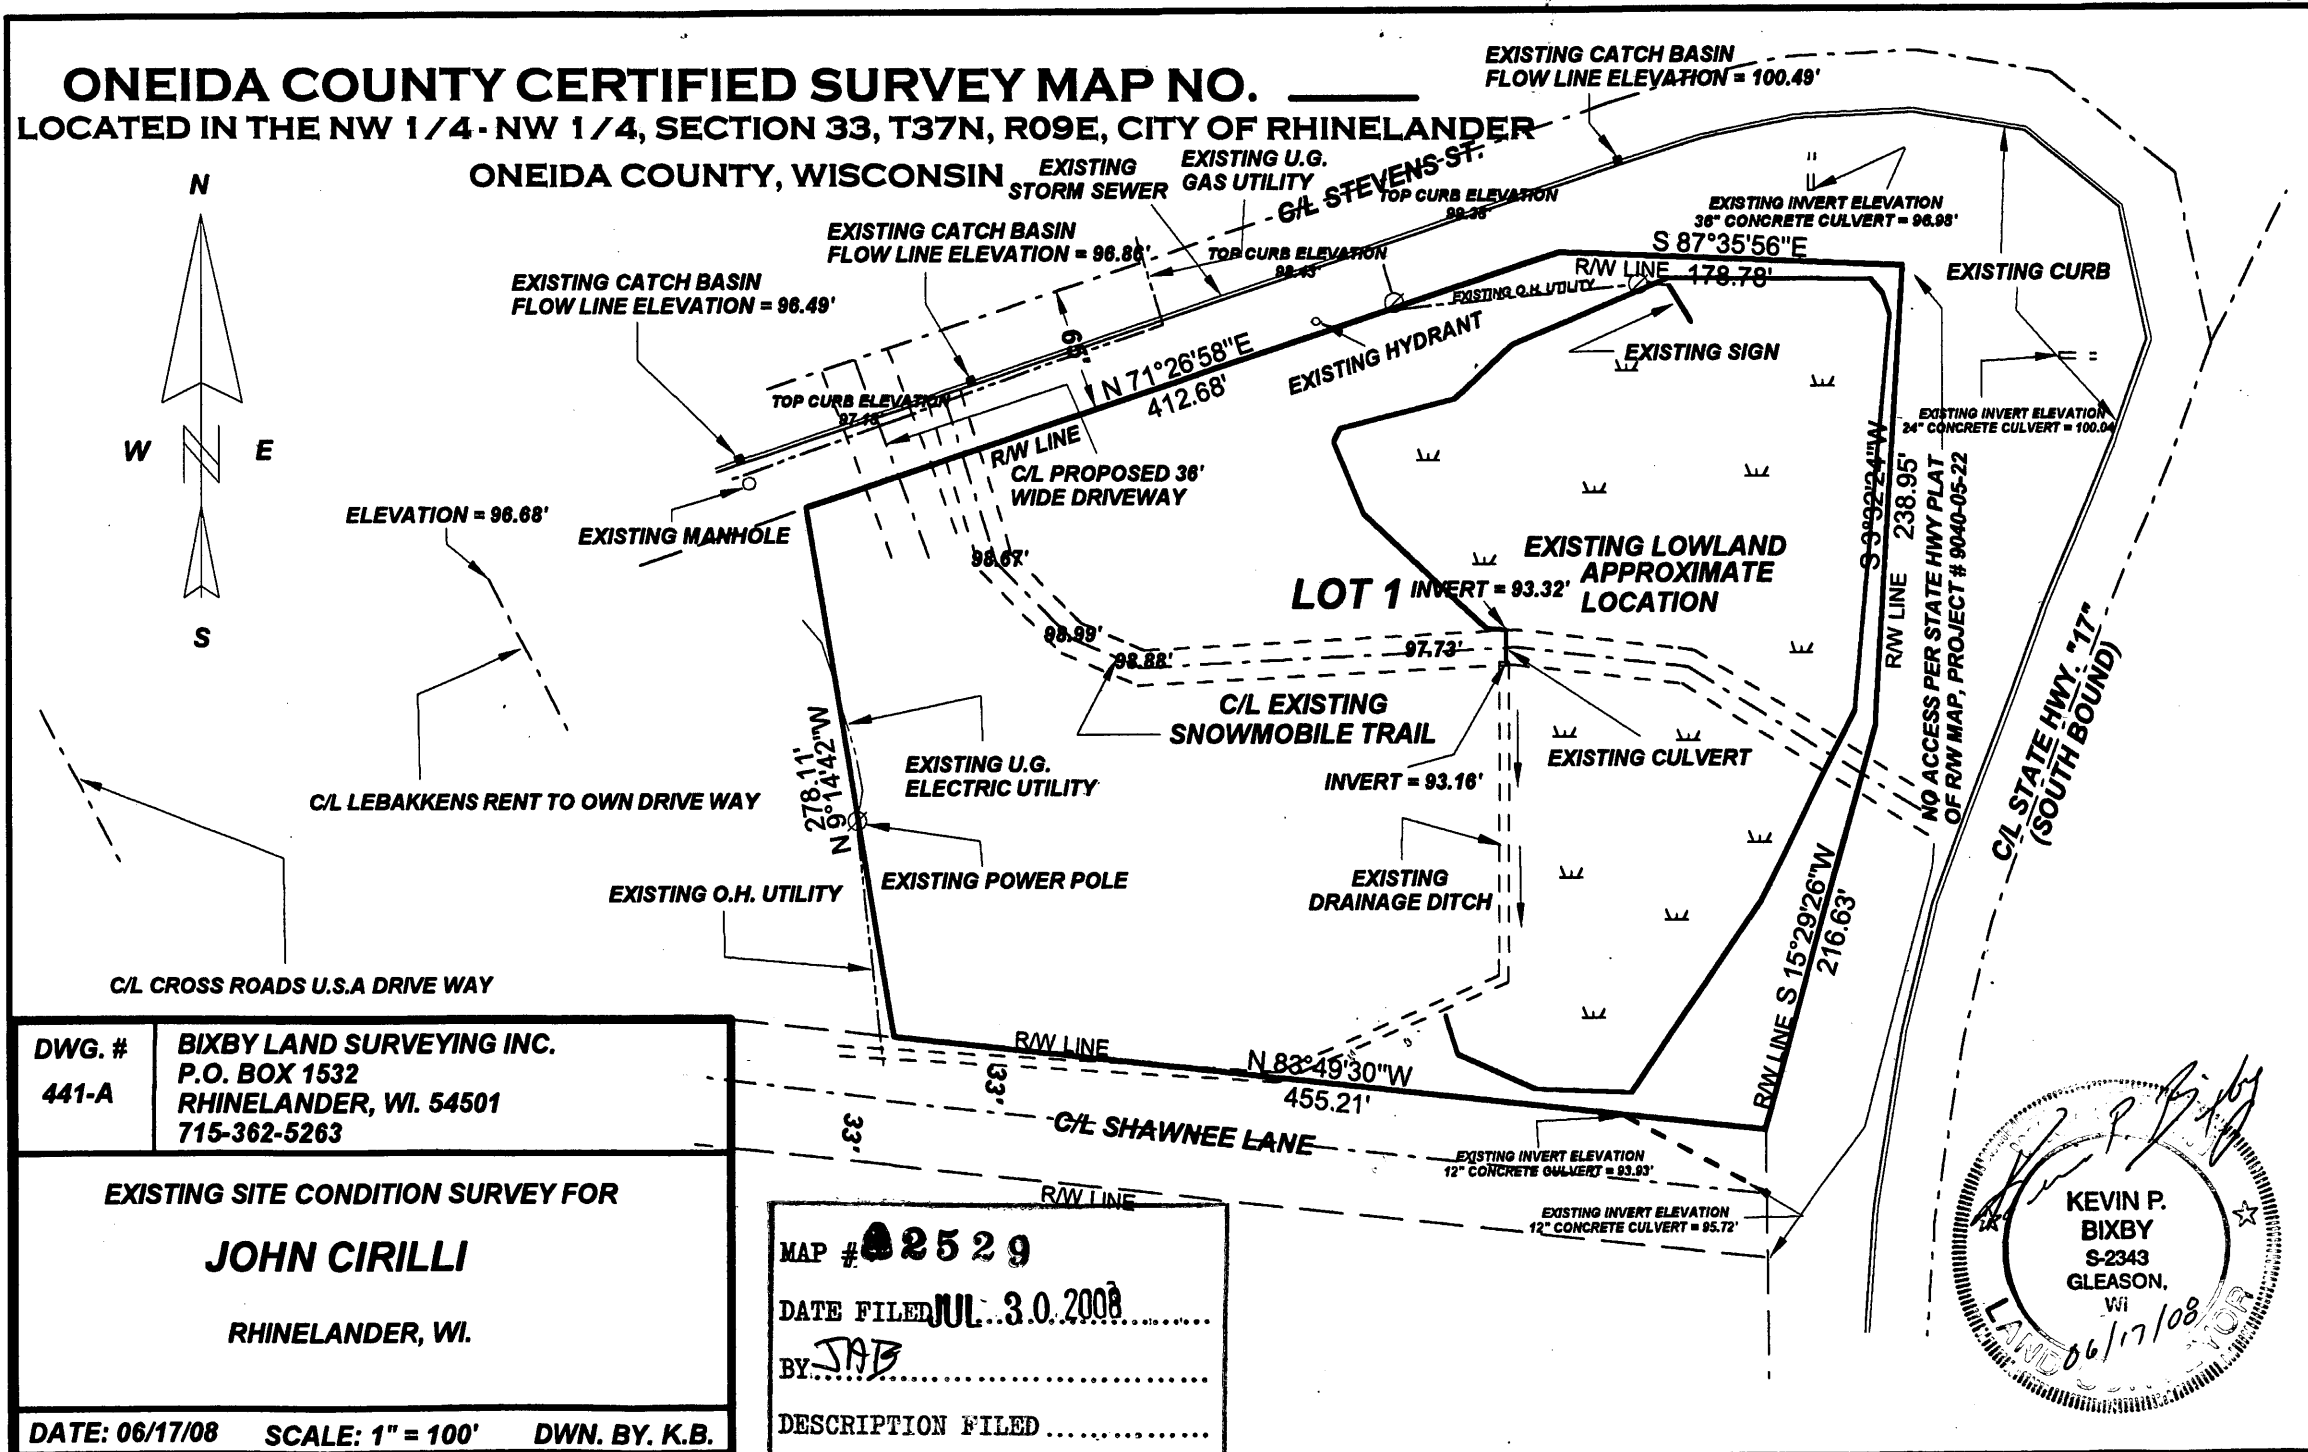 ONEIDA COUNTY CERTIFIED SURVEY MAP NO. ____
LOCATED IN THE NW 1/4 - NW 1/4, SECTION 33, T37N, R09E, CITY OF RHINELANDER
ONEIDA COUNTY, WISCONSIN
N
W
E
S
EXISTING CATCH BASIN
FLOW LINE ELEVATION = 100.49'
EXISTING
STORM SEWER
EXISTING U.G.
GAS UTILITY
C/L STEVENS ST.
TOP CURB ELEVATION
99.38'
EXISTING CATCH BASIN
FLOW LINE ELEVATION = 96.86'
TOP CURB ELEVATION
EXISTING CATCH BASIN
FLOW LINE ELEVATION = 96.49'
TOP CURB ELEVATION
EXISTING INVERT ELEVATION
36" CONCRETE CULVERT = 96.98'
S 87°35'56"E
R/W LINE
178.78'
EXISTING CURB
EXISTING O.H. UTILITY
65'
N 71°26'58"E
412.68'
R/W LINE
EXISTING HYDRANT
EXISTING SIGN
EXISTING INVERT ELEVATION
24" CONCRETE CULVERT = 100.04
C/L PROPOSED 36'
WIDE DRIVEWAY
EXISTING MANHOLE
ELEVATION = 96.68'
98.67'
98.99'
98.88'
97.73'
LOT 1
INVERT = 93.32'
EXISTING LOWLAND
APPROXIMATE
LOCATION
S 3°32'24"W
238.95'
R/W LINE
NO ACCESS PER STATE HWY PLAT
OF R/W MAP, PROJECT # 9040-05-22
C/L STATE HWY. "17"
(SOUTH BOUND)
C/L EXISTING
SNOWMOBILE TRAIL
EXISTING CULVERT
INVERT = 93.16'
EXISTING U.G.
ELECTRIC UTILITY
278.11'
N 9°14'42"W
C/L LEBAKKENS RENT TO OWN DRIVE WAY
EXISTING POWER POLE
EXISTING O.H. UTILITY
EXISTING
DRAINAGE DITCH
S 15°29'26"W
216.63'
R/W LINE
C/L CROSS ROADS U.S.A DRIVE WAY
R/W LINE
N 83°49'30"W
455.21'
33'
33'
C/L SHAWNEE LANE
R/W LINE
EXISTING INVERT ELEVATION
12" CONCRETE CULVERT = 93.93'
EXISTING INVERT ELEVATION
12" CONCRETE CULVERT = 95.72'
DWG. #
441-A
BIXBY LAND SURVEYING INC.
P.O. BOX 1532
RHINELANDER, WI. 54501
715-362-5263
EXISTING SITE CONDITION SURVEY FOR
JOHN CIRILLI
RHINELANDER, WI.
DATE: 06/17/08 SCALE: 1" = 100' DWN. BY. K.B.
MAP # 2529
DATE FILED JUL 30 2008
BY JAB
DESCRIPTION FILED
KEVIN P.
BIXBY
S-2343
GLEASON,
WI
06/17/08
LAND